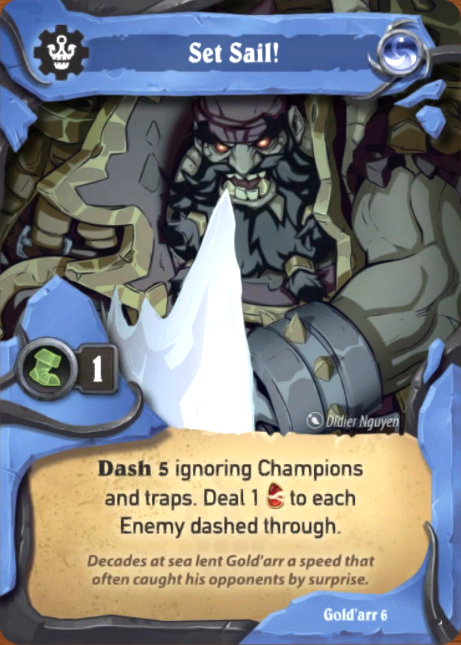 Set Sail!
1
Didier Nguyen
Dash 5 ignoring Champions
and traps. Deal 1 to each
Enemy dashed through.
Decades at sea lent Gold'arr a speed that
often caught his opponents by surprise.
Gold'arr 6